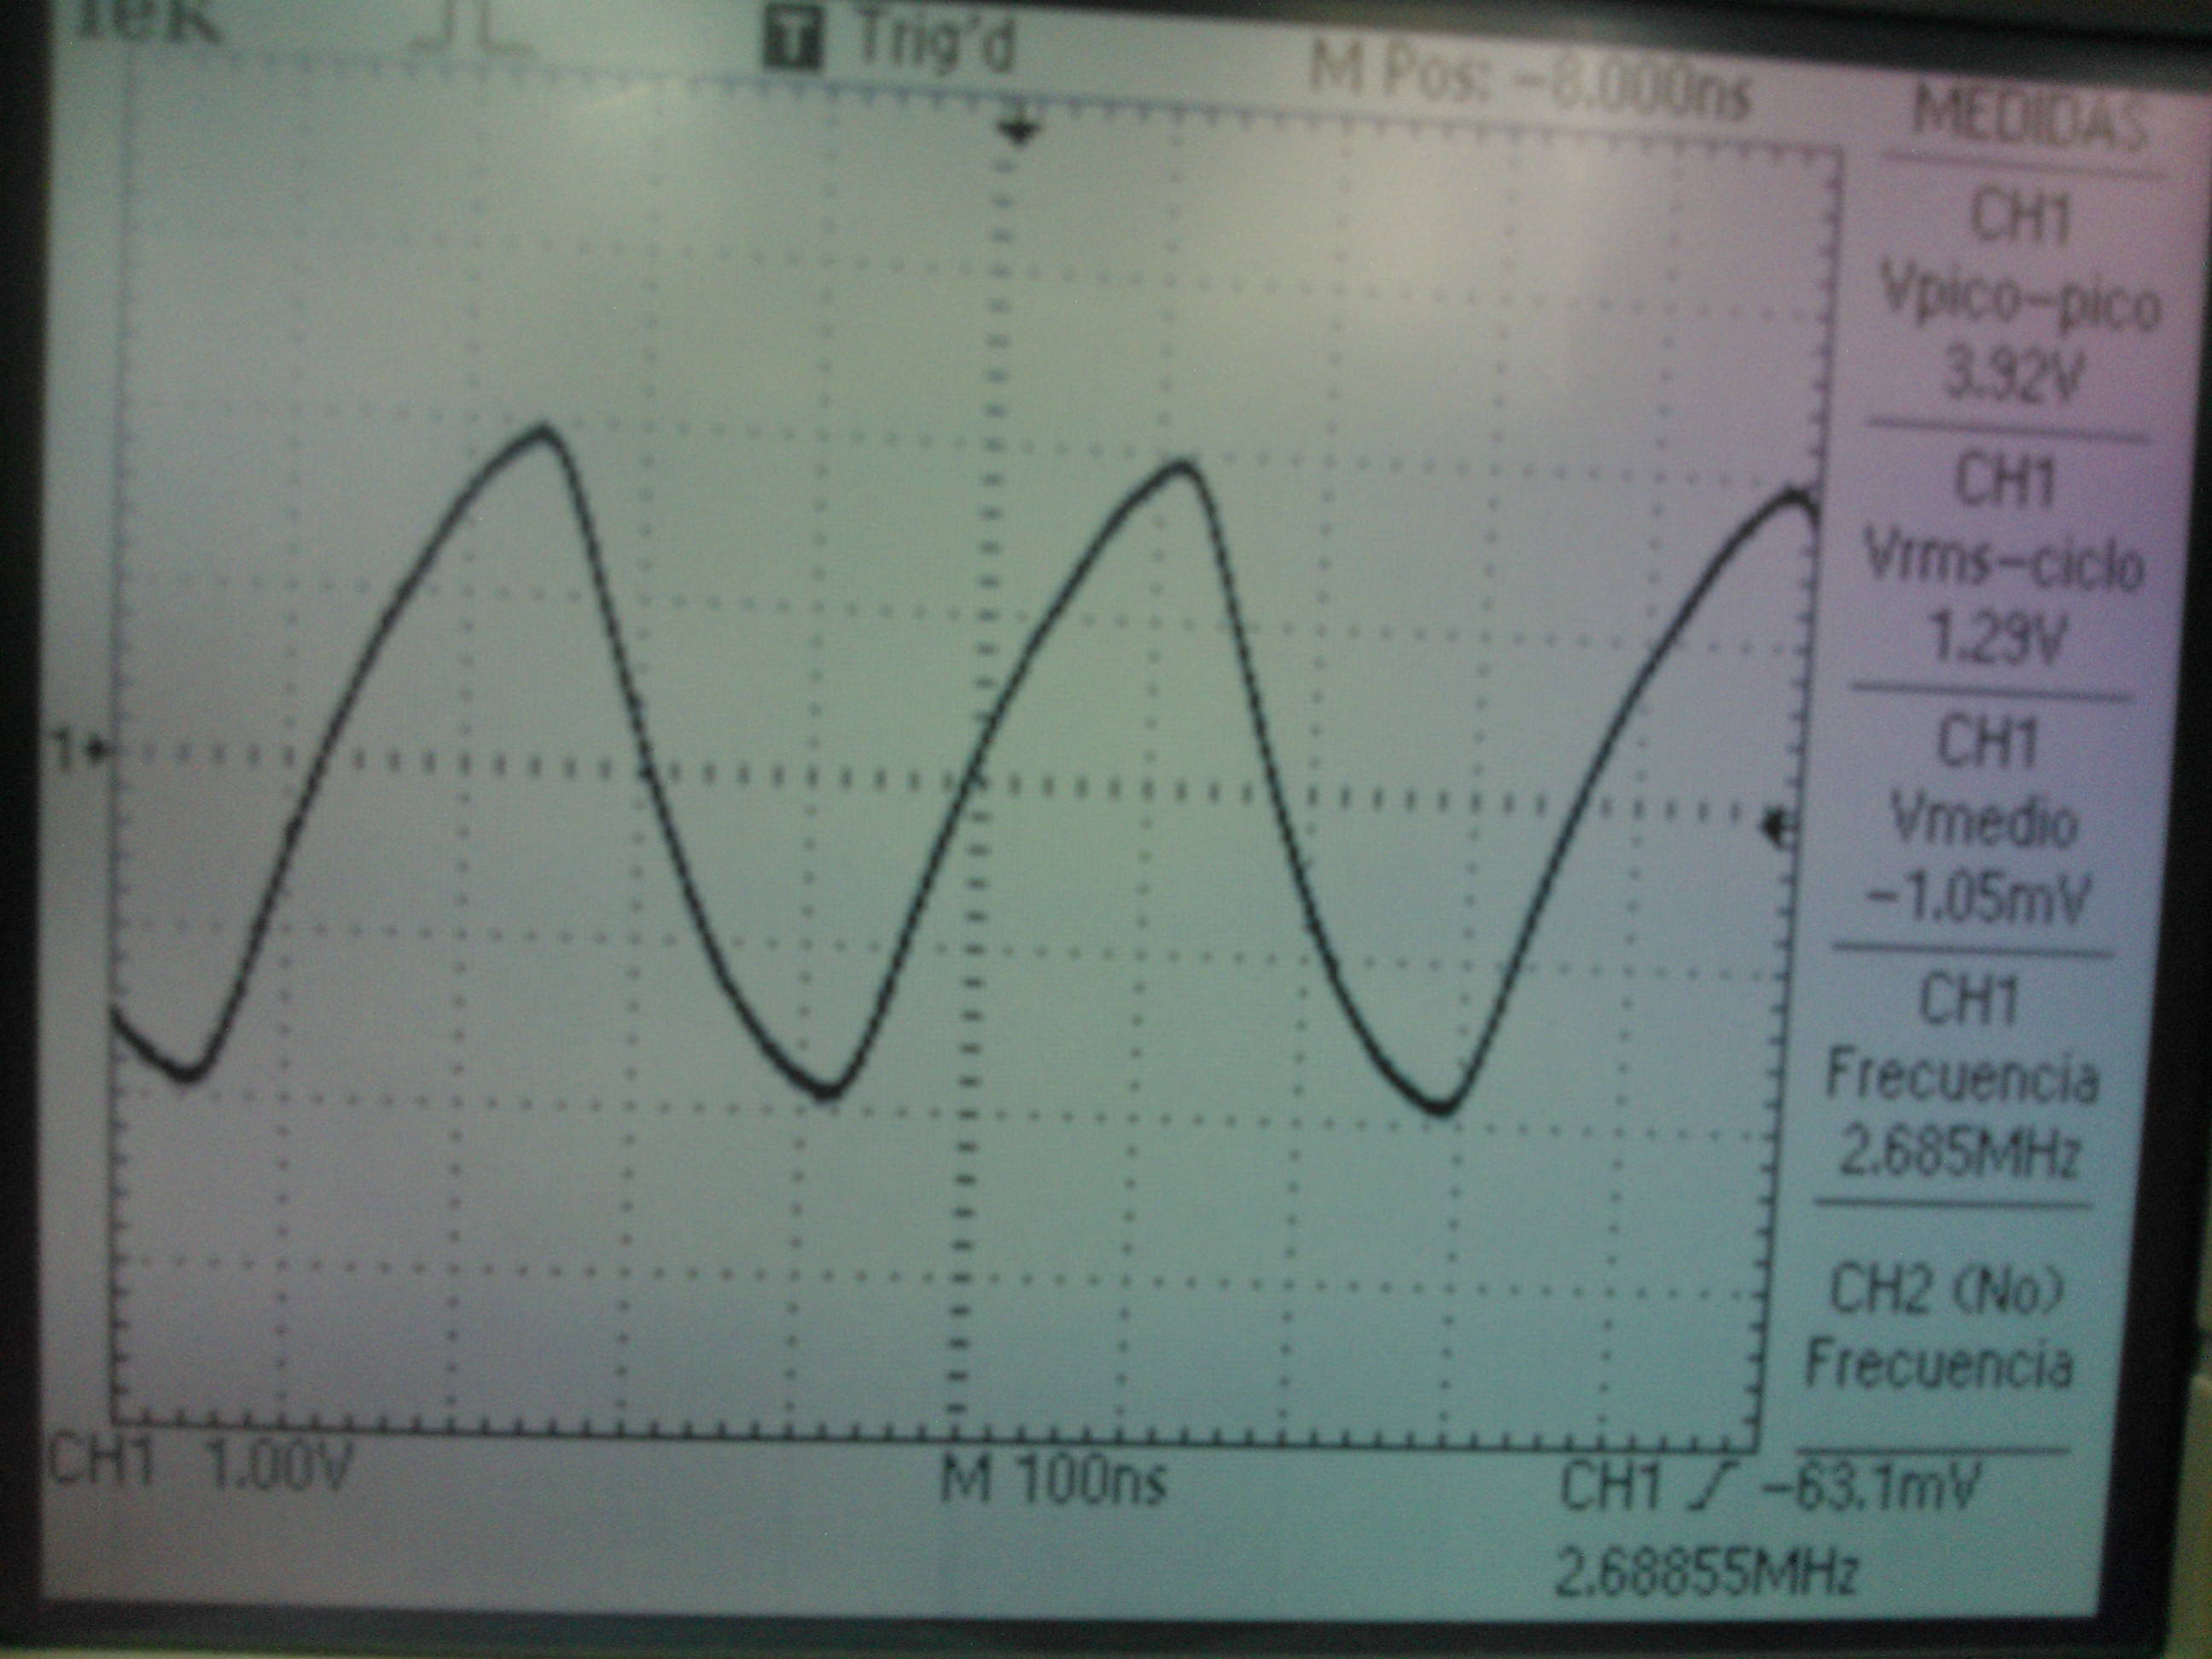 Tek T Trig'd M Pos: -8.000ns
MEDIDAS
CH1
Vpico-pico
3.92V
CH1
Vrms-ciclo
1.29V
CH1
Vmedio
-1.05mV
CH1
Frecuencia
2.685MHz
CH2 (No)
Frecuencia
1
CH1 1.00V M 100ns CH1 -63.1mV
2.68855MHz